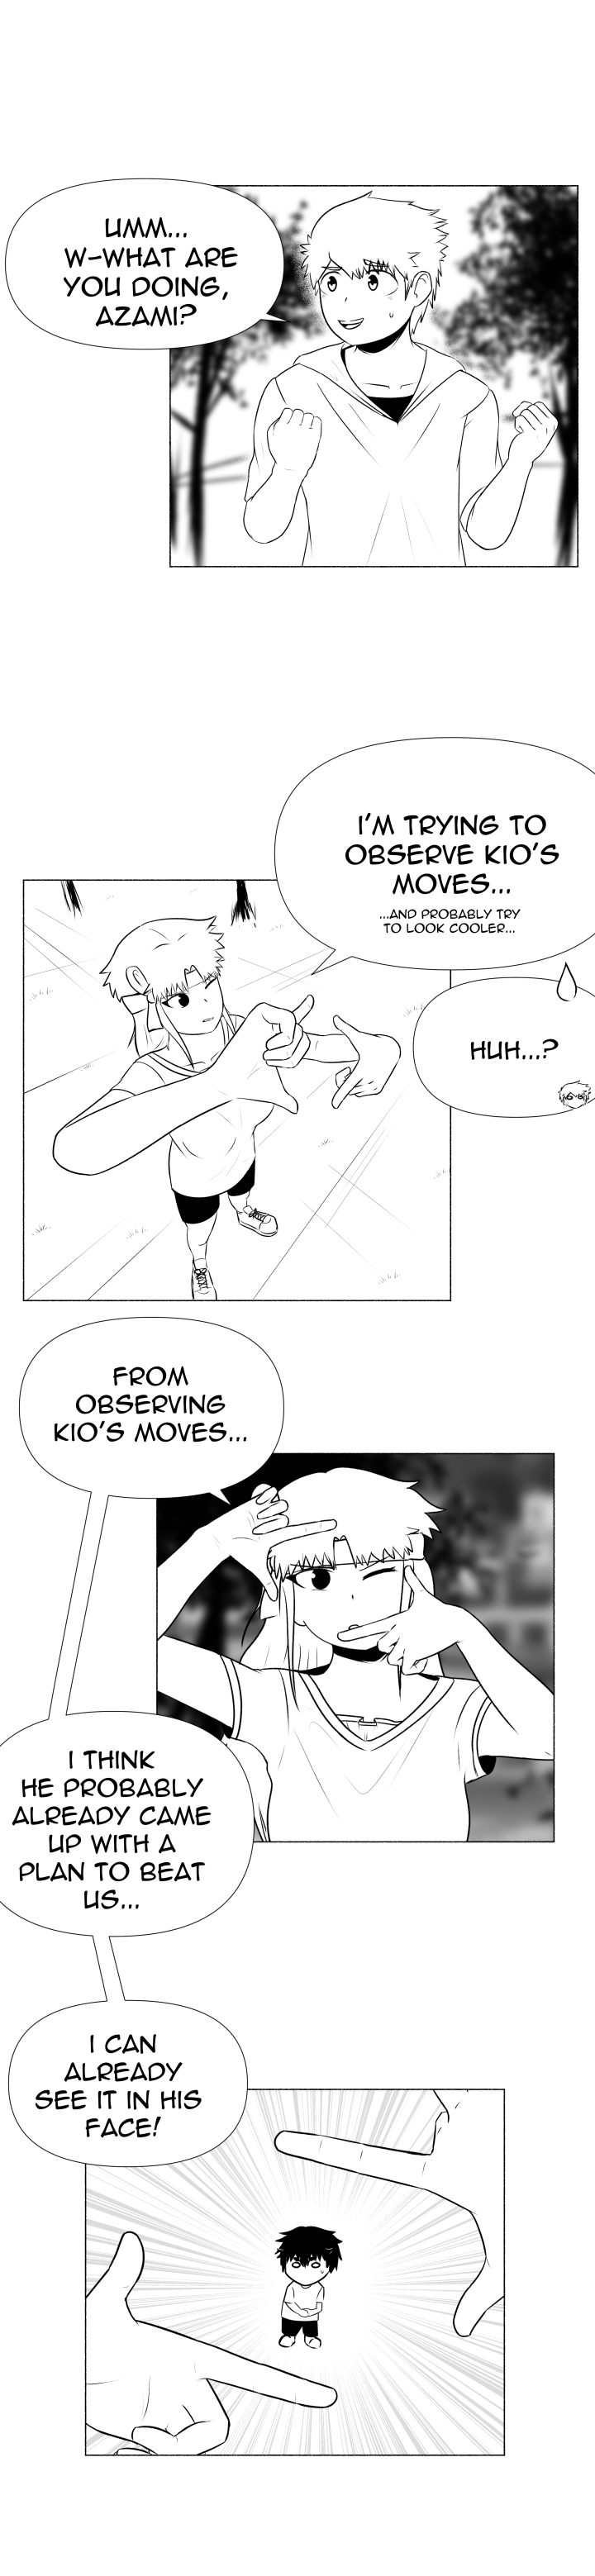 UMM...
W-WHAT ARE
YOU DOING,
AZAMI?
I'M TRYING TO
OBSERVE KIO'S
MOVES...
...AND PROBABLY TRY
TO LOOK COOLER...
HUH...?
FROM
OBSERVING
KIO'S MOVES...
I THINK
HE PROBABLY
ALREADY CAME
UP WITH A
PLAN TO BEAT
US...
I CAN
ALREADY
SEE IT IN HIS
FACE!